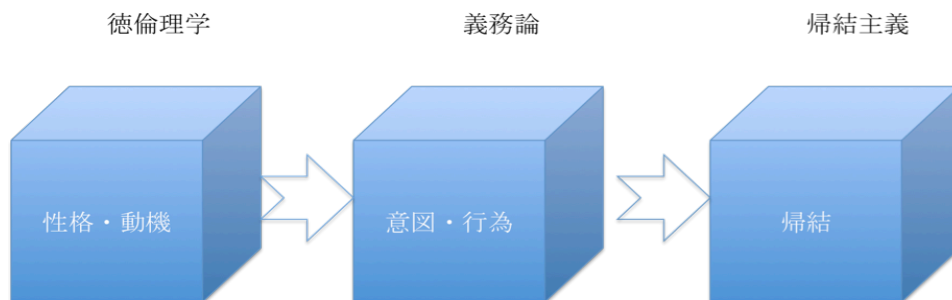 徳倫理学
義務論
帰結主義
性格・動機
意図・行為
帰結